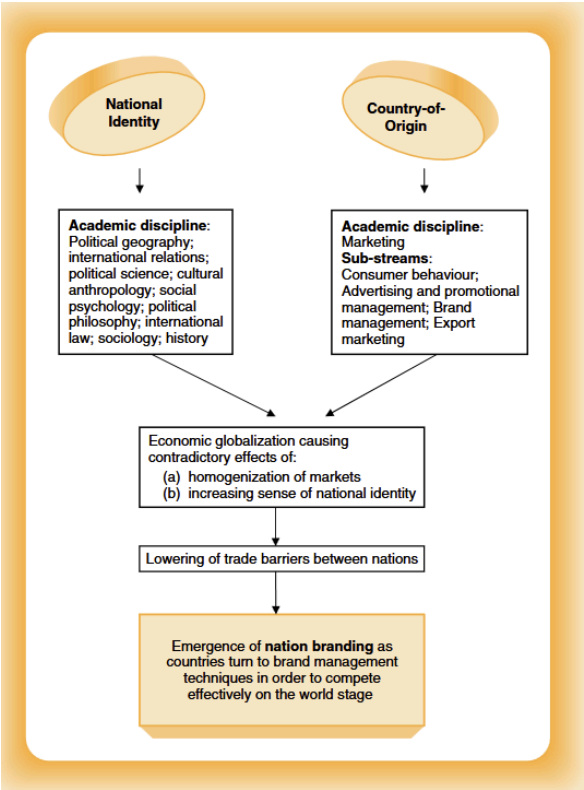 National
Identity
Country-of-
Origin
Academic discipline:
Political geography;
international relations;
political science; cultural
anthropology; social
psychology; political
philosophy; international
law; sociology; history
Academic discipline:
Marketing
Sub-streams:
Consumer behaviour;
Advertising and promotional
management; Brand
management; Export
marketing
Economic globalization causing
contradictory effects of:
(a) homogenization of markets
(b) increasing sense of national identity
Lowering of trade barriers between nations
Emergence of nation branding as
countries turn to brand management
techniques in order to compete
effectively on the world stage